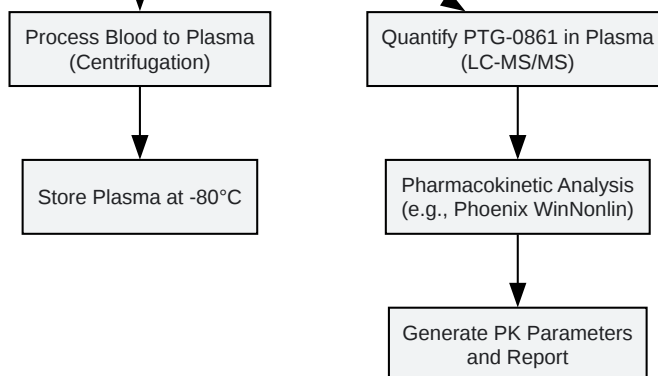 Process Blood to Plasma
(Centrifugation)
Quantify PTG-0861 in Plasma
(LC-MS/MS)
Store Plasma at -80°C
Pharmacokinetic Analysis
(e.g., Phoenix WinNonlin)
Generate PK Parameters
and Report